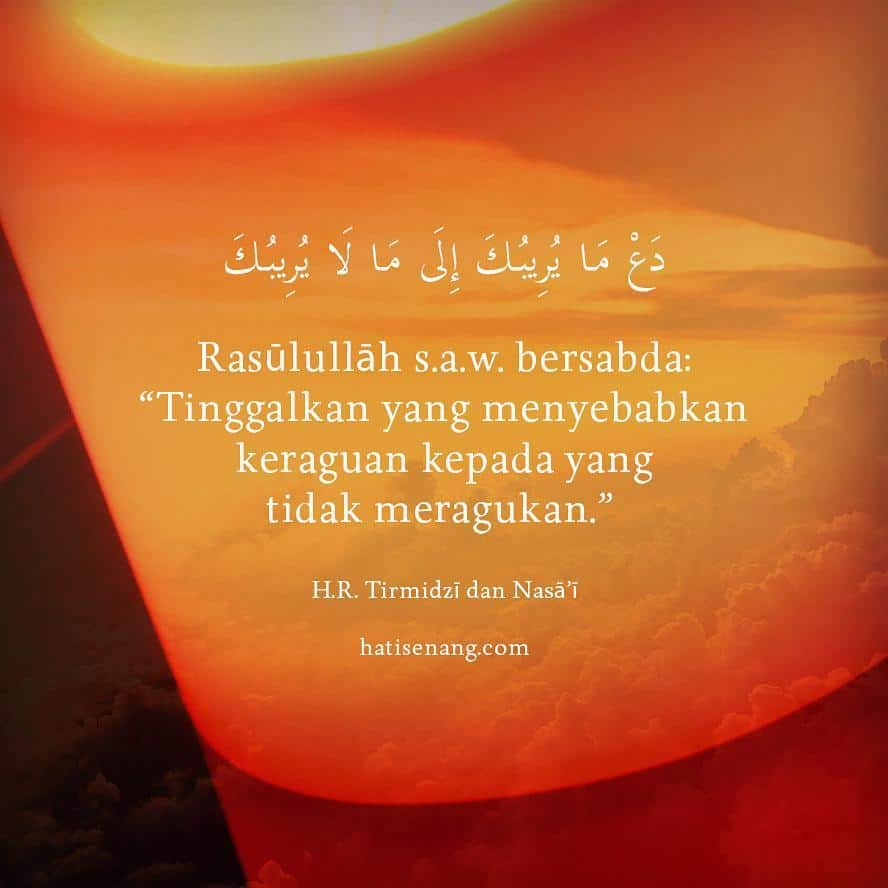 دَعْ مَا يُرِيبُكَ إِلَى مَا لَا يُرِيبُكَ
Rasūlullāh s.a.w. bersabda:
“Tinggalkan yang menyebabkan
keraguan kepada yang
tidak meragukan.”
H.R. Tirmidzī dan Nasā’ī
hatisenang.com